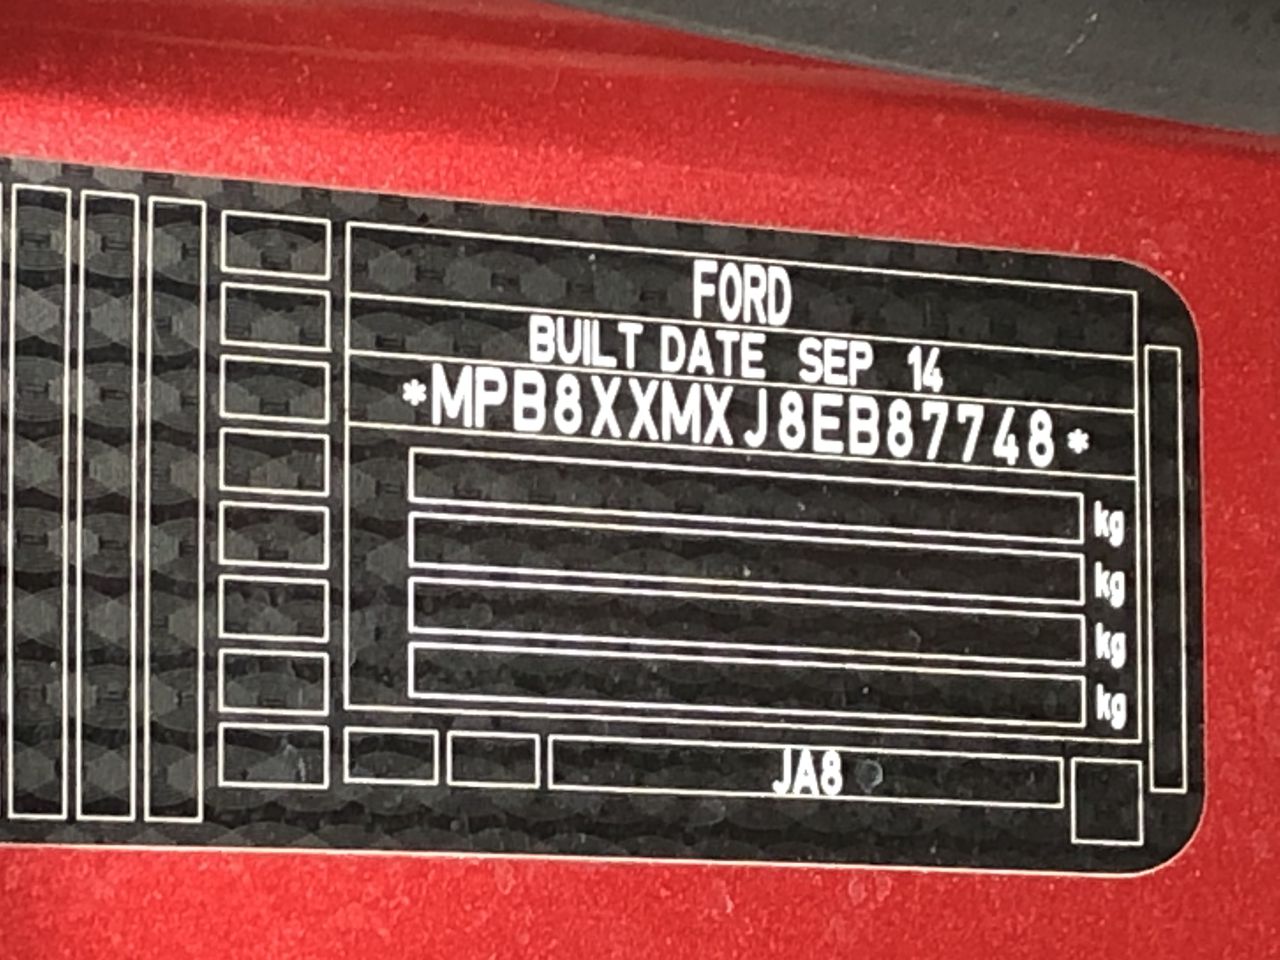 FORD
BUILT DATE SEP 14
*MPB8XXMXJ8EB87748*
kg
kg
kg
kg
JA8